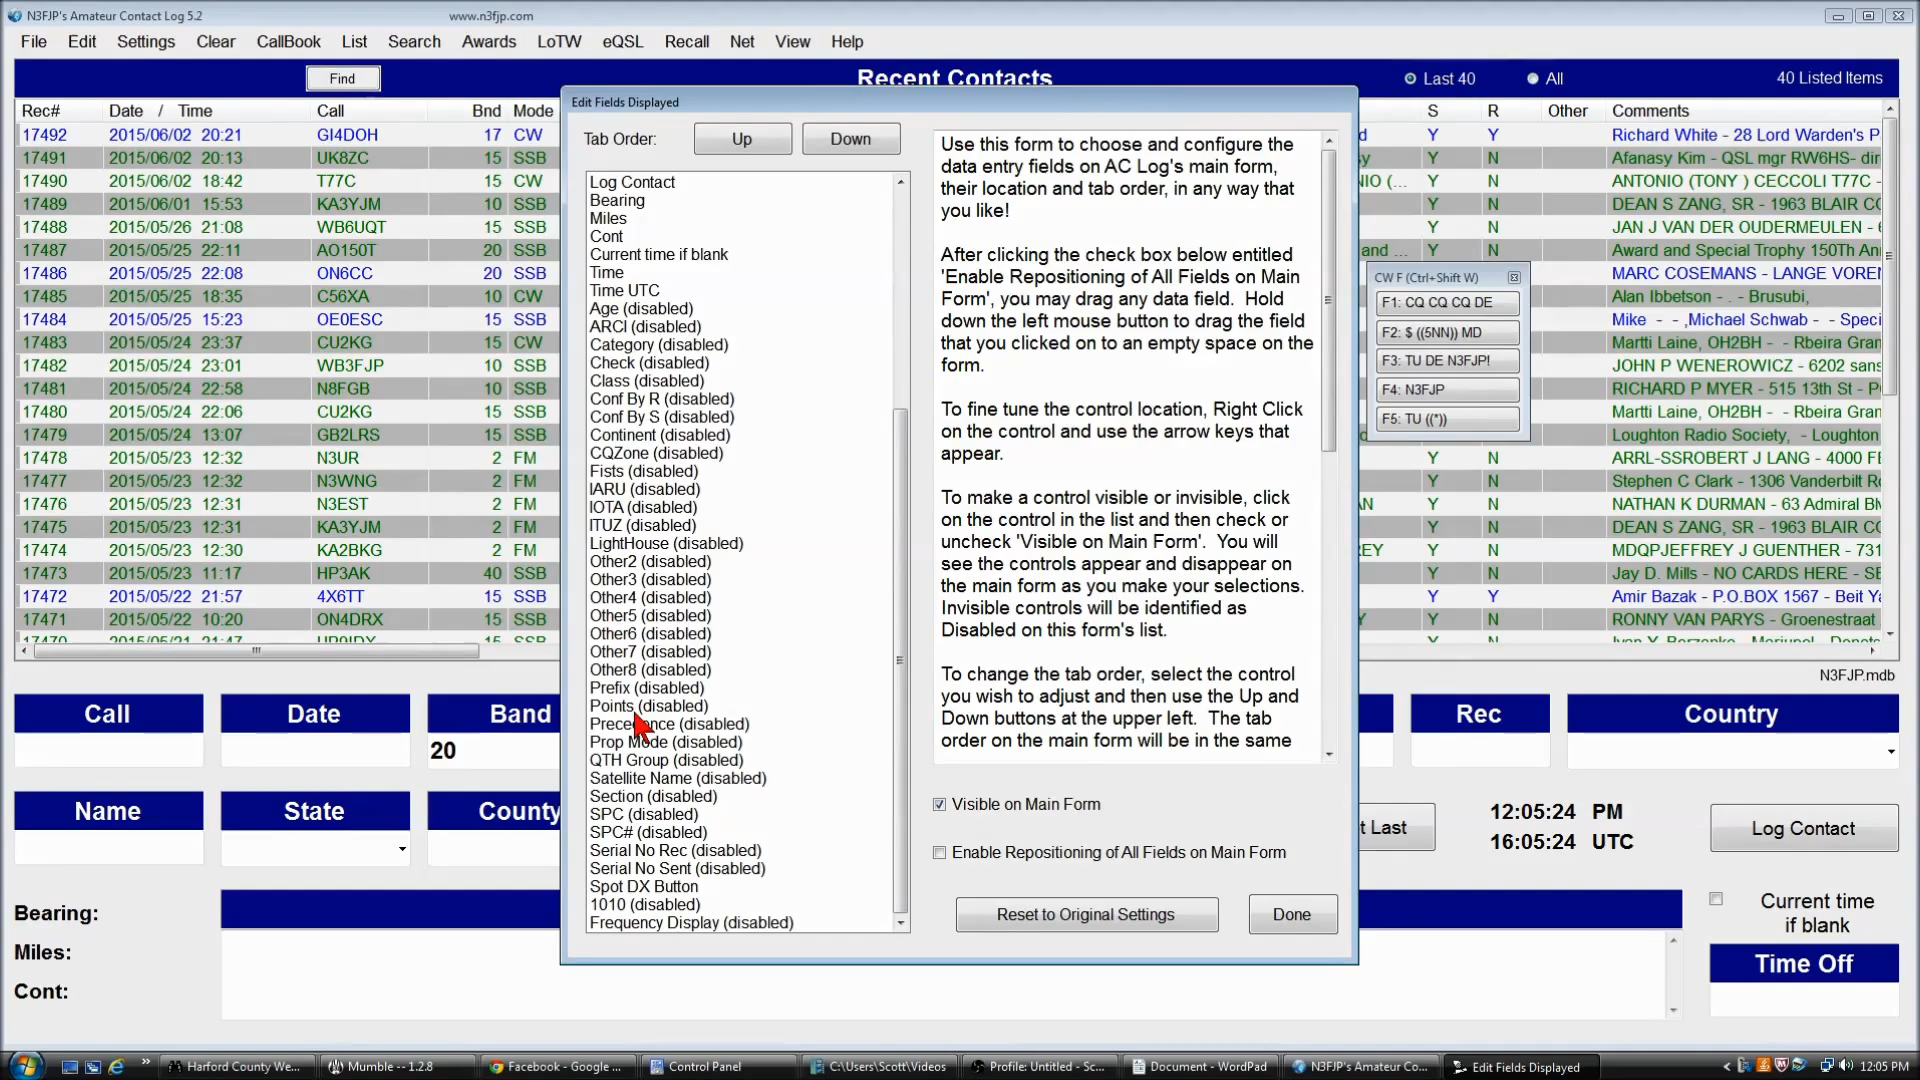 N3FJP's Amateur Contact Log 5.2 www.n3fjp.com
File Edit Settings Clear CallBook List Search Awards LoTW eQSL Recall Net View Help
Find Recent Contacts Last 40 All 40 Listed Items
Rec# Date / Time Call Bnd Mode S R Other Comments
17492 2015/06/02 20:21 GI4DOH 17 CW Y Y Richard White - 28 Lord Warden's P
17491 2015/06/02 20:13 UK8ZC 15 SSB Y N Afanasy Kim - QSL mgr RW6HS- dir
17490 2015/06/02 18:42 T77C 15 CW Y N ANTONIO (TONY ) CECCOLI T77C -
17489 2015/06/01 15:53 KA3YJM 10 SSB Y N DEAN S ZANG, SR - 1963 BLAIR CO
17488 2015/05/26 21:08 WB6UQT 15 SSB Y N JAN J VAN DER OUDERMEULEN -
17487 2015/05/25 22:11 AO150T 20 SSB and ... Y N Award and Special Trophy 150Th An
17486 2015/05/25 22:08 ON6CC 20 SSB MARC COSEMANS - LANGE VOREN
17485 2015/05/25 16:28 C56XA 10 CW Alan Ibbetson - . - Brusubi,
17484 2015/05/25 15:23 OE0ESC 15 SSB Mike - - ,Michael Schwab - Speci
17483 2015/05/24 23:37 CU2KG 15 CW Martti Laine, OH2BH - Rbeira Gran
17482 2015/05/24 23:01 WB3FJP 10 SSB JOHN P WENEROWICZ - 6202 sans
17481 2015/05/24 22:58 N8FGB 10 SSB RICHARD P MYER - 515 13th St - P
17480 2015/05/24 22:06 CU2KG 10 SSB Martti Laine, OH2BH - Rbeira Gran
17479 2015/05/24 13:07 GB2LRS 15 SSB Loughton Radio Society, - Loughton
17478 2015/05/23 12:32 N3UR 2 FM Y N ARRL-SSROBERT J LANG - 4000 FE
17477 2015/05/23 12:32 N3WNG 2 FM Y N Stephen C Clark - 1306 Vanderbilt R
17476 2015/05/23 12:31 N3EST 2 FM Y N NATHAN K DURMAN - 63 Admiral Bl
17475 2015/05/23 12:31 KA3YJM 2 FM Y N DEAN S ZANG, SR - 1963 BLAIR CO
17474 2015/05/23 12:30 KA2BKG 2 FM Y N MDQPJEFFREY J GUENTHER - 731
17473 2015/05/23 11:17 HP3AK 40 SSB Y N Jay D. Mills - NO CARDS HERE - SE
17472 2015/05/22 21:57 4X6TT 15 SSB Y Y Amir Bazak - P.O.BOX 1567 - Beit Ya
17471 2015/05/22 10:20 ON4DRX 15 SSB Y N RONNY VAN PARYS - Groenestraat
Edit Fields Displayed
Tab Order: Up Down
Log Contact
Bearing
Miles
Cont
Current time if blank
Time
Time UTC
Age (disabled)
ARCI (disabled)
Category (disabled)
Check (disabled)
Class (disabled)
Conf By R (disabled)
Conf By S (disabled)
Continent (disabled)
CQZone (disabled)
Fists (disabled)
IARU (disabled)
IOTA (disabled)
ITUZ (disabled)
LightHouse (disabled)
Other2 (disabled)
Other3 (disabled)
Other4 (disabled)
Other5 (disabled)
Other6 (disabled)
Other7 (disabled)
Other8 (disabled)
Prefix (disabled)
Points (disabled)
Precedence (disabled)
Prop Mode (disabled)
QTH Group (disabled)
Satellite Name (disabled)
Section (disabled)
SPC (disabled)
SPC# (disabled)
Serial No Rec (disabled)
Serial No Sent (disabled)
Spot DX Button
1010 (disabled)
Frequency Display (disabled)
Use this form to choose and configure the
data entry fields on AC Log's main form,
their location and tab order, in any way that
you like!
After clicking the check box below entitled
'Enable Repositioning of All Fields on Main
Form', you may drag any data field. Hold
down the left mouse button to drag the field
that you clicked on to an empty space on the
form.
To fine tune the control location, Right Click
on the control and use the arrow keys that
appear.
To make a control visible or invisible, click
on the control in the list and then check or
uncheck 'Visible on Main Form'. You will
see the controls appear and disappear on
the main form as you make your selections.
Invisible controls will be identified as
Disabled on this form's list.
To change the tab order, select the control
you wish to adjust and then use the Up and
Down buttons at the upper left. The tab
order on the main form will be in the same
Visible on Main Form
Enable Repositioning of All Fields on Main Form
Reset to Original Settings Done
CW F (Ctrl+Shift W)
F1: CQ CQ CQ DE
F2: $ ((5NN)) MD
F3: TU DE N3FJP!
F4: N3FJP
F5: TU ((*))
N3FJP.mdb
Call Date Band Rec Country
20
Name State County t Last 12:05:24 PM Log Contact
16:05:24 UTC
Bearing: Current time
if blank
Miles: Time Off
Cont:
Harford County We... Mumble -- 1.2.8 Facebook - Google ... Control Panel C:\Users\Scott\Videos Profile: Untitled - Sc... Document - WordPad N3FJP's Amateur Co... Edit Fields Displayed 12:05 PM